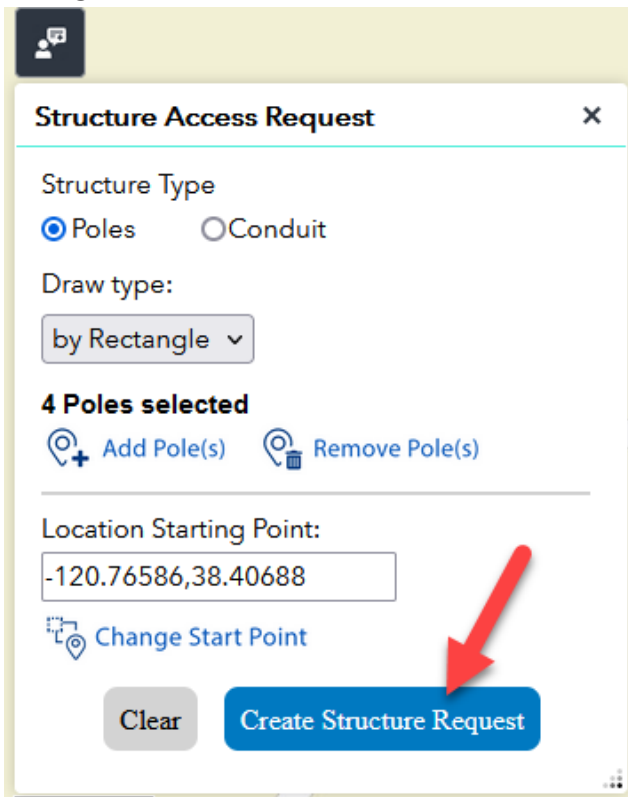 Structure Access Request
Structure Type
Poles Conduit
Draw type:
by Rectangle
4 Poles selected
Add Pole(s) Remove Pole(s)
Location Starting Point:
-120.76586,38.40688
Change Start Point
Clear Create Structure Request